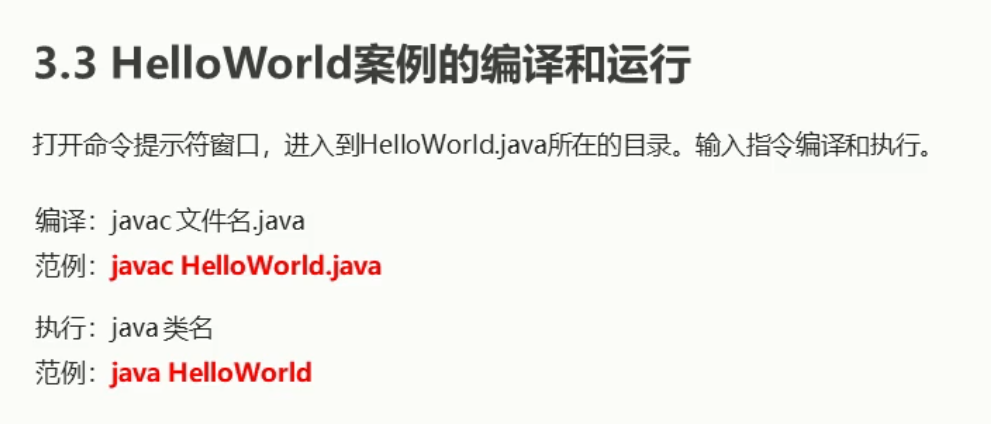 3.3 HelloWorld案例的编译和运行
打开命令提示符窗口，进入到HelloWorld.java所在的目录。输入指令编译和执行。
编译：javac 文件名.java
范例：javac HelloWorld.java
执行：java 类名
范例：java HelloWorld